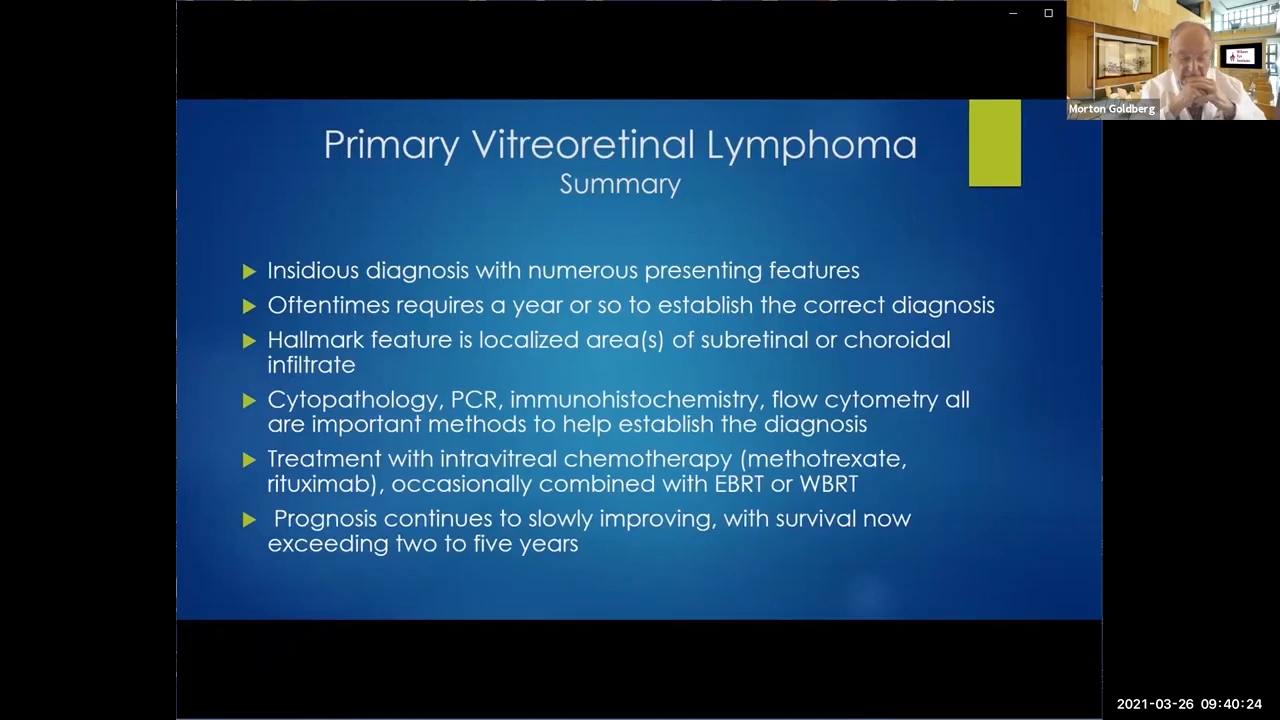 Morton Goldberg
Primary Vitreoretinal Lymphoma
Summary
Insidious diagnosis with numerous presenting features
Oftentimes requires a year or so to establish the correct diagnosis
Hallmark feature is localized area(s) of subretinal or choroidal
infiltrate
Cytopathology, PCR, immunohistochemistry, flow cytometry all
are important methods to help establish the diagnosis
Treatment with intravitreal chemotherapy (methotrexate,
rituximab), occasionally combined with EBRT or WBRT
Prognosis continues to slowly improving, with survival now
exceeding two to five years
2021-03-26 09:40:24